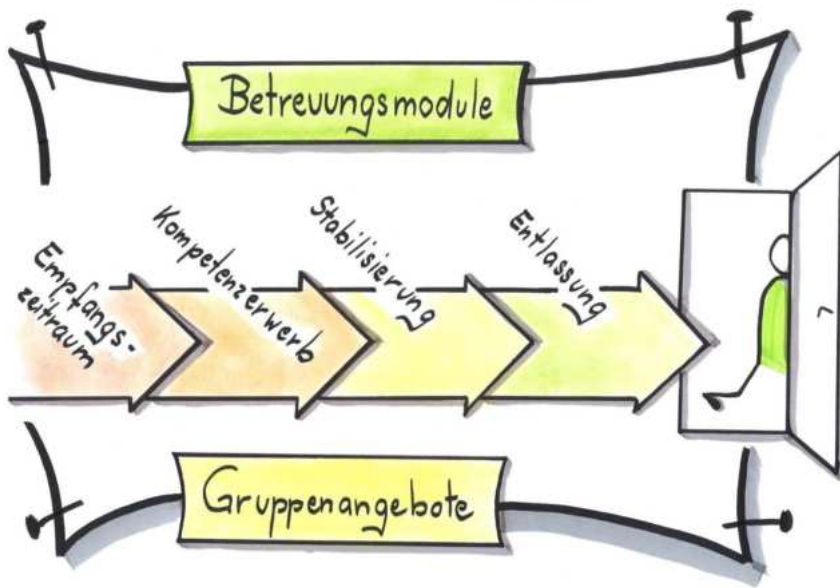 Betreuungsmodule
Empfangs-
zeitraum
Kompetenzerwerb
Stabilisierung
Entlassung
Gruppenangebote